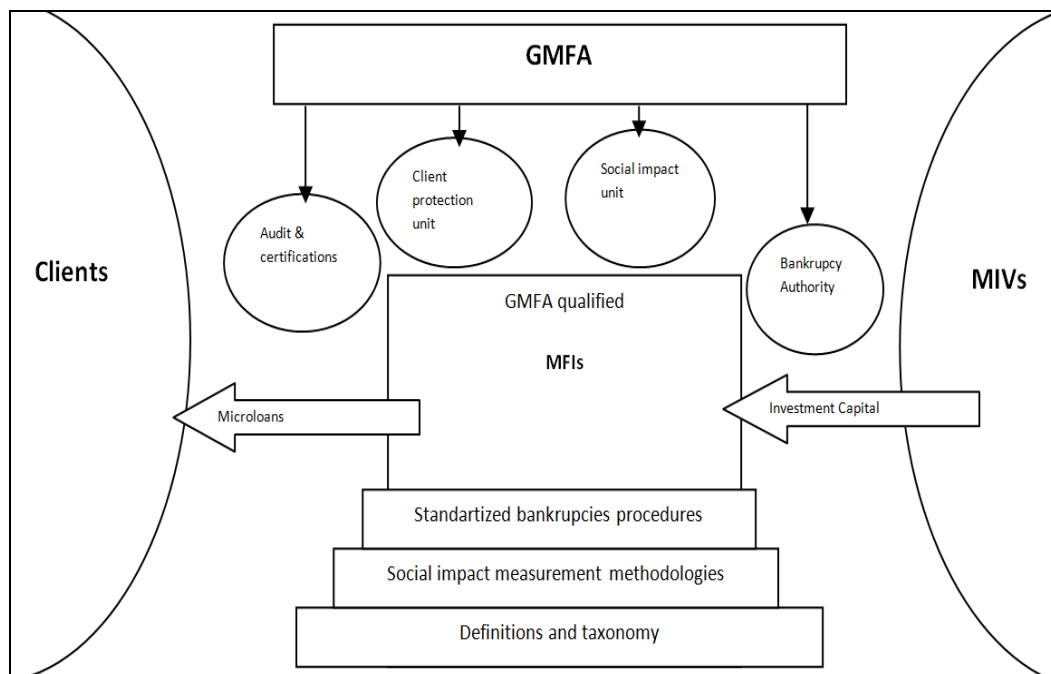 GMFA
Client
protection
unit
Social impact
unit
Audit &
certifications
Bankrupcy
Authority
Clients
MIVs
GMFA qualified
MFIs
Microloans
Investment Capital
Standartized bankrupcies procedures
Social impact measurement methodologies
Definitions and taxonomy